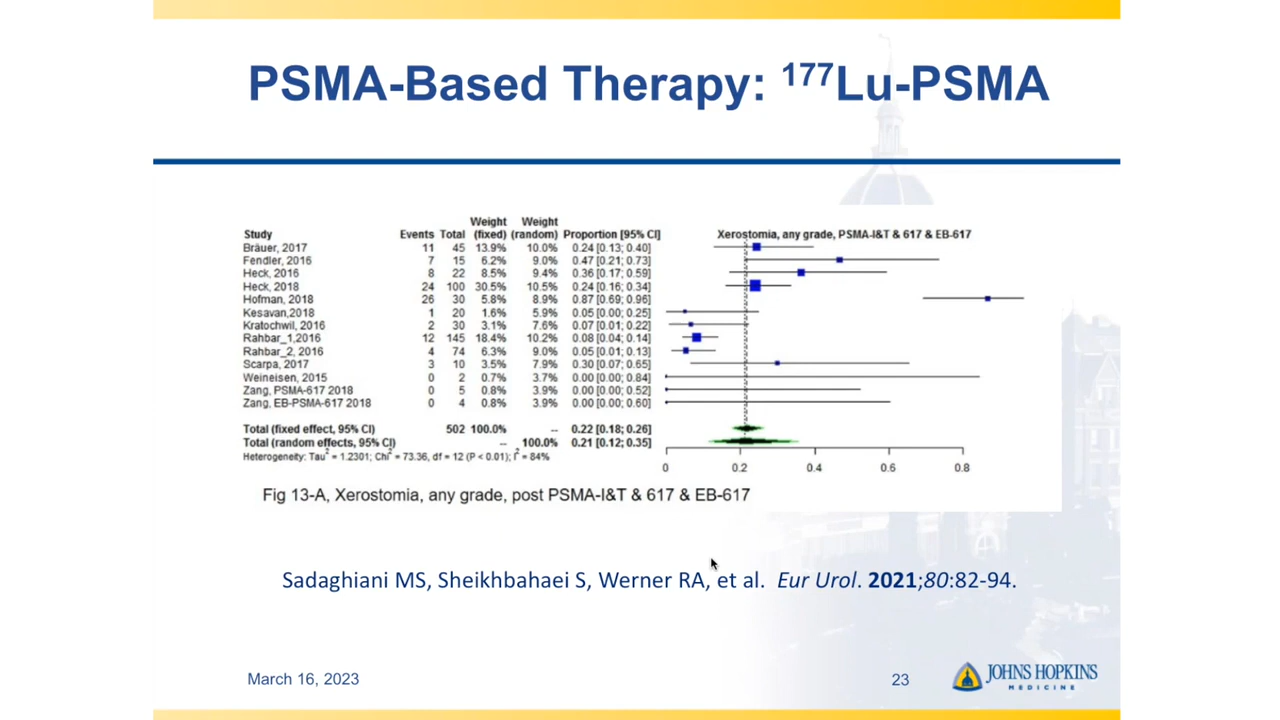 PSMA-Based Therapy: ¹⁷⁷Lu-PSMA
Weight Weight
Study Events Total (fixed) (random) Proportion [95% CI] Xerostomia, any grade, PSMA-I&T & 617 & EB-617
Bräuer, 2017 11 45 13.9% 10.0% 0.24 [0.13; 0.40]
Fendler, 2016 7 15 6.2% 9.0% 0.47 [0.21; 0.73]
Heck, 2016 8 22 8.5% 9.4% 0.36 [0.17; 0.59]
Heck, 2018 24 100 30.5% 10.5% 0.24 [0.16; 0.34]
Hofman, 2018 26 30 5.8% 8.9% 0.87 [0.69; 0.96]
Kesavan,2018 1 20 1.6% 5.9% 0.05 [0.00; 0.25]
Kratochwil, 2016 2 30 3.1% 7.6% 0.07 [0.01; 0.22]
Rahbar_1,2016 12 145 18.4% 10.2% 0.08 [0.04; 0.14]
Rahbar_2, 2016 4 74 6.3% 9.0% 0.05 [0.01; 0.13]
Scarpa, 2017 3 10 3.5% 7.9% 0.30 [0.07; 0.65]
Weineisen, 2015 0 2 0.7% 3.7% 0.00 [0.00; 0.84]
Zang, PSMA-617 2018 0 5 0.8% 3.9% 0.00 [0.00; 0.52]
Zang, EB-PSMA-617 2018 0 4 0.8% 3.9% 0.00 [0.00; 0.60]
Total (fixed effect, 95% CI) 502 100.0% -- 0.22 [0.18; 0.26]
Total (random effects, 95% CI) -- 100.0% 0.21 [0.12; 0.35]
Heterogeneity: Tau² = 1.2301; Chi² = 73.36, df = 12 (P < 0.01); I² = 84%
0 0.2 0.4 0.6 0.8
Fig 13-A, Xerostomia, any grade, post PSMA-I&T & 617 & EB-617
Sadaghiani MS, Sheikhbahaei S, Werner RA, et al. Eur Urol. 2021;80:82-94.
March 16, 2023 23 JOHNS HOPKINS
MEDICINE